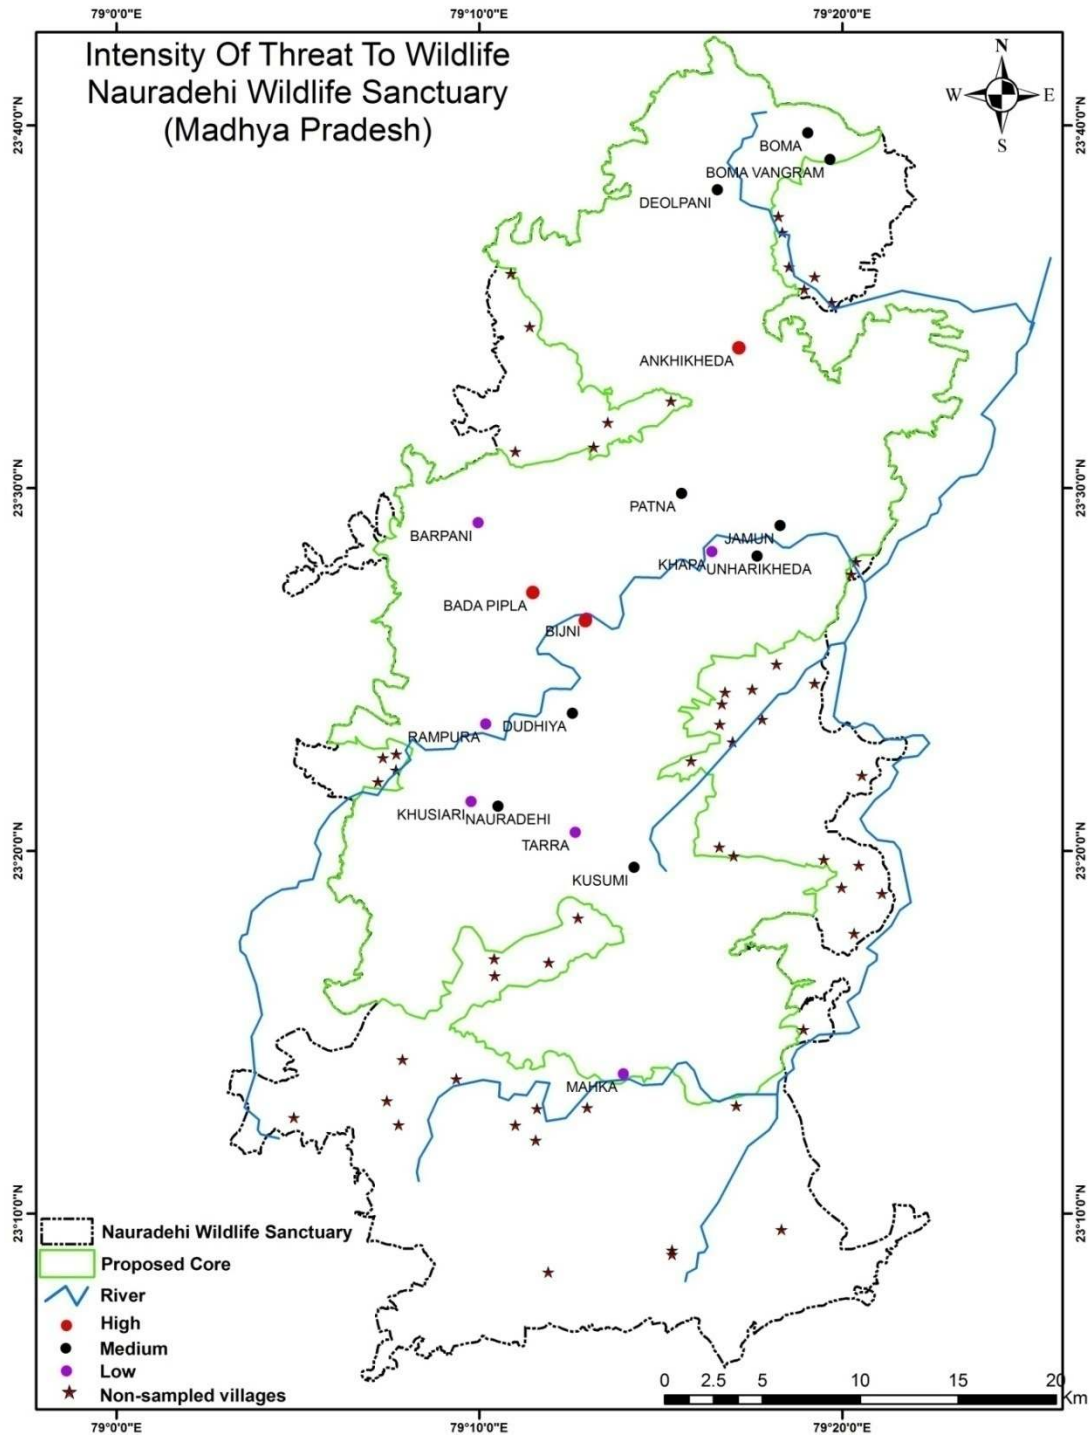 79°0'0"E 79°10'0"E 79°20'0"E
Intensity Of Threat To Wildlife
Nauradehi Wildlife Sanctuary
(Madhya Pradesh)
N
W E
S
23°40'0"N 23°40'0"N
BOMA
BOMA VANGRAM
DEOLPANI
ANKHIKHEDA
23°30'0"N 23°30'0"N
PATNA
BARPANI
JAMUN
KHAPA
UNHARIKHEDA
BADA PIPLA
BIJNI
DUDHIYA
RAMPURA
KHUSIARI
NAURADEHI
TARRA
23°20'0"N 23°20'0"N
KUSUMI
MAHKA
23°10'0"N 23°10'0"N
Nauradehi Wildlife Sanctuary
Proposed Core
River
High
Medium
Low
Non-sampled villages
0 2.5 5 10 15 20
Km
79°0'0"E 79°10'0"E 79°20'0"E